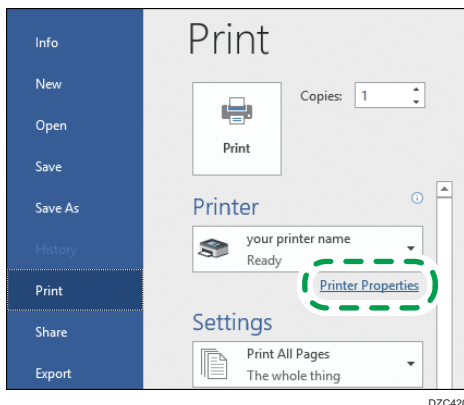 Info
New
Open
Save
Save As
History
Print
Share
Export
Print
Print
Copies: 1
Printer
your printer name
Ready
Printer Properties
Settings
Print All Pages
The whole thing